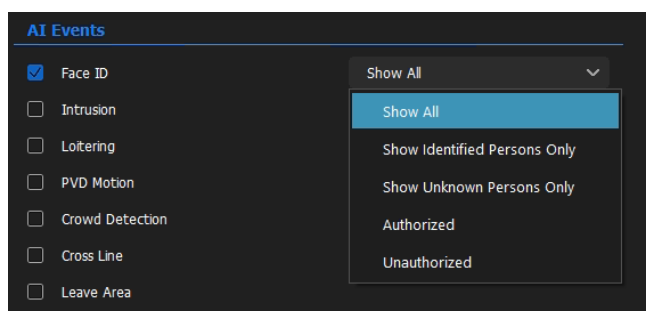 AI Events
Face ID
Show All
Intrusion
Show All
Loitering
Show Identified Persons Only
PVD Motion
Show Unknown Persons Only
Crowd Detection
Authorized
Cross Line
Unauthorized
Leave Area